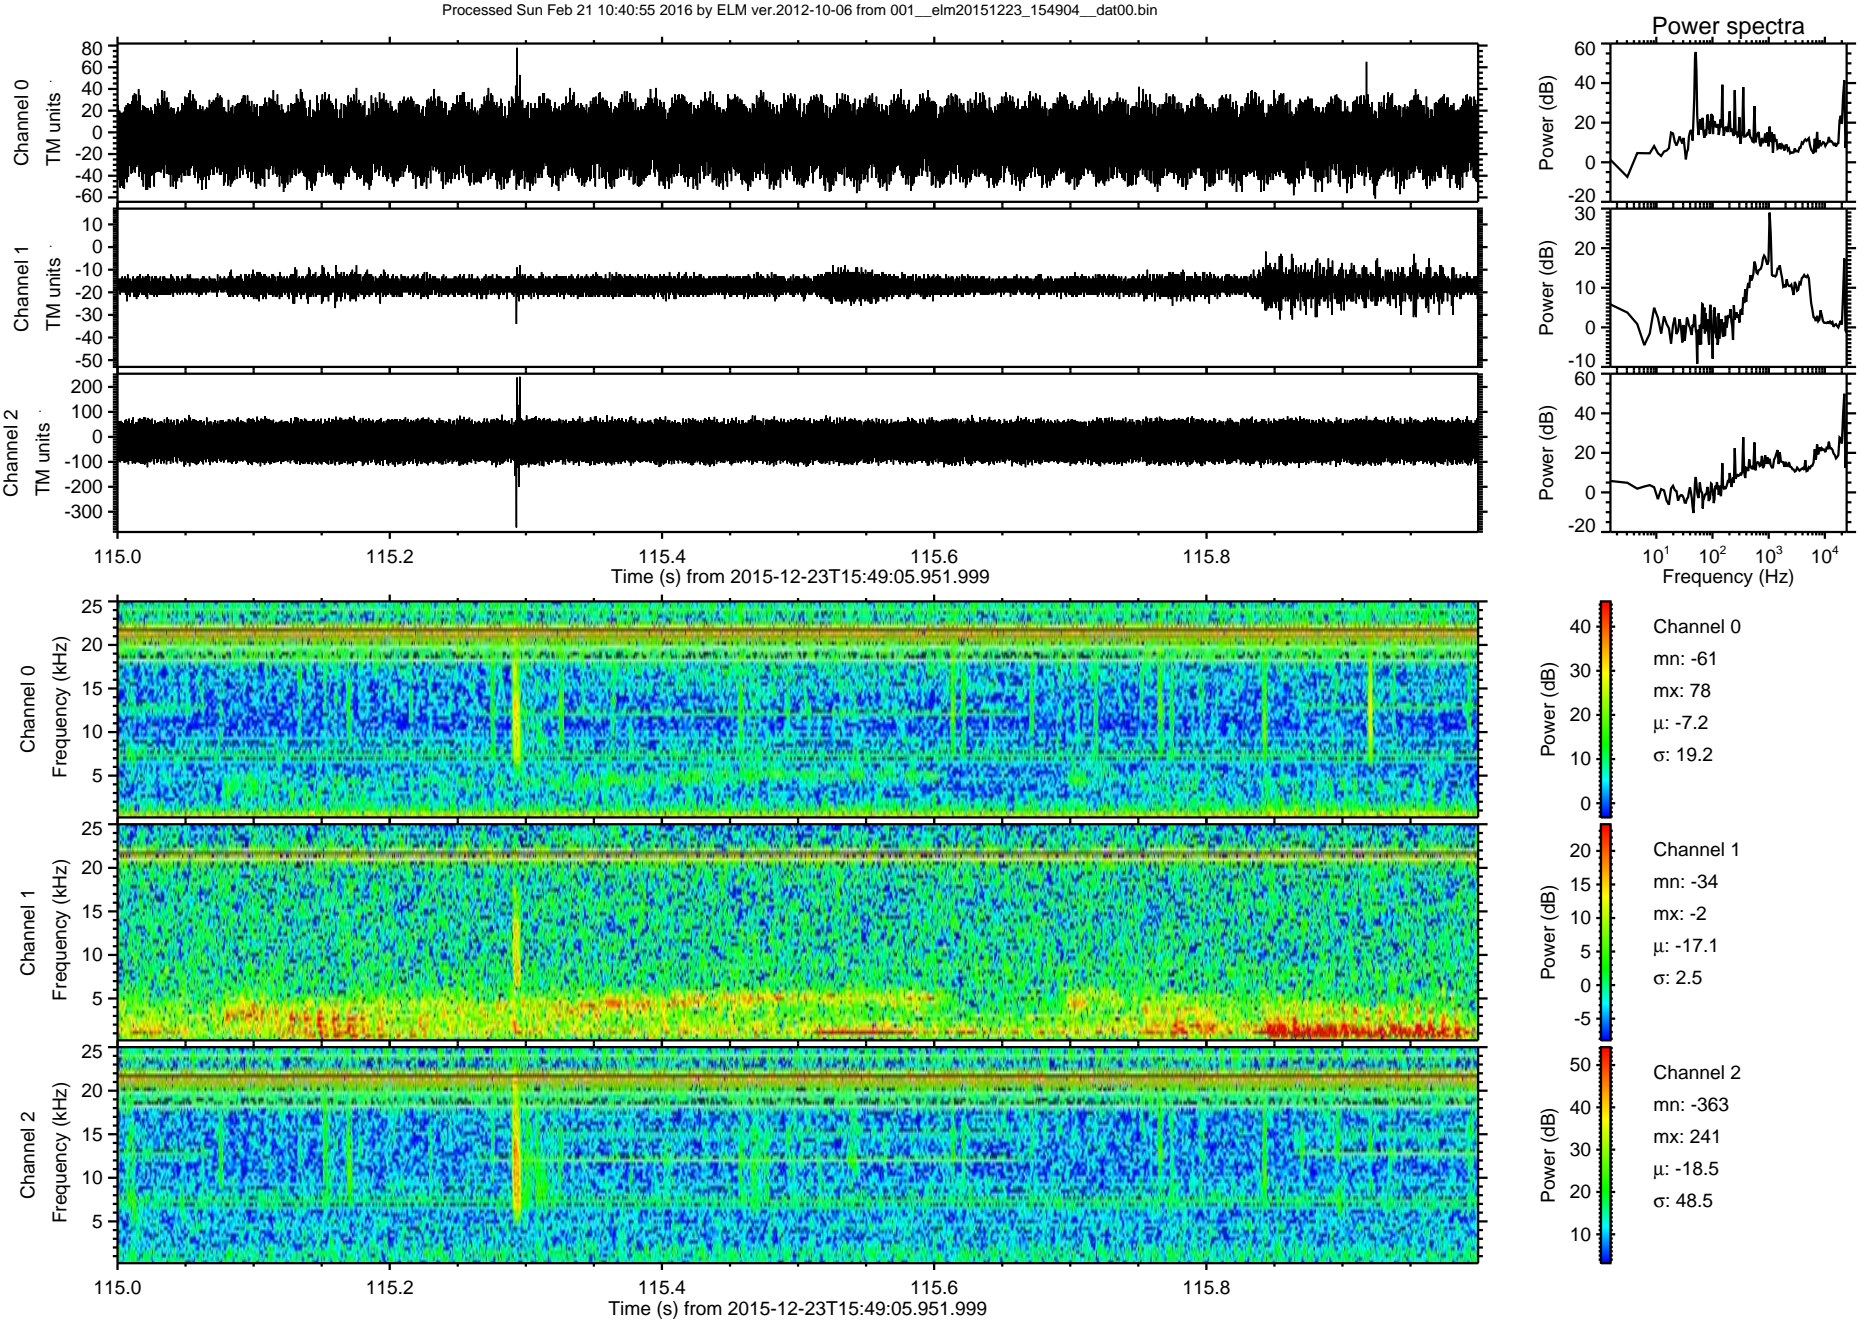 Processed Sun Feb 21 10:40:55 2016 by ELM ver.2012-10-06 from 001__elm20151223_154904__dat00.bin
Power spectra
Channel 0
TM units
80
60
40
20
0
-20
-40
-60
Power (dB)
60
40
20
0
-20
Channel 1
TM units
10
0
-10
-20
-30
-40
-50
Power (dB)
30
20
10
0
-10
Channel 2
TM units
200
100
0
-100
-200
-300
Power (dB)
60
40
20
0
-20
115.0 115.2 115.4 115.6 115.8
Time (s) from 2015-12-23T15:49:05.951.999
10¹ 10² 10³ 10⁴
Frequency (Hz)
Channel 0
Frequency (kHz)
25
20
15
10
5
Power (dB)
40
30
20
10
0
Channel 0
mn: -61
mx: 78
μ: -7.2
σ: 19.2
Channel 1
Frequency (kHz)
25
20
15
10
5
Power (dB)
20
15
10
5
0
-5
Channel 1
mn: -34
mx: -2
μ: -17.1
σ: 2.5
Channel 2
Frequency (kHz)
25
20
15
10
5
Power (dB)
50
40
30
20
10
Channel 2
mn: -363
mx: 241
μ: -18.5
σ: 48.5
115.0 115.2 115.4 115.6 115.8
Time (s) from 2015-12-23T15:49:05.951.999